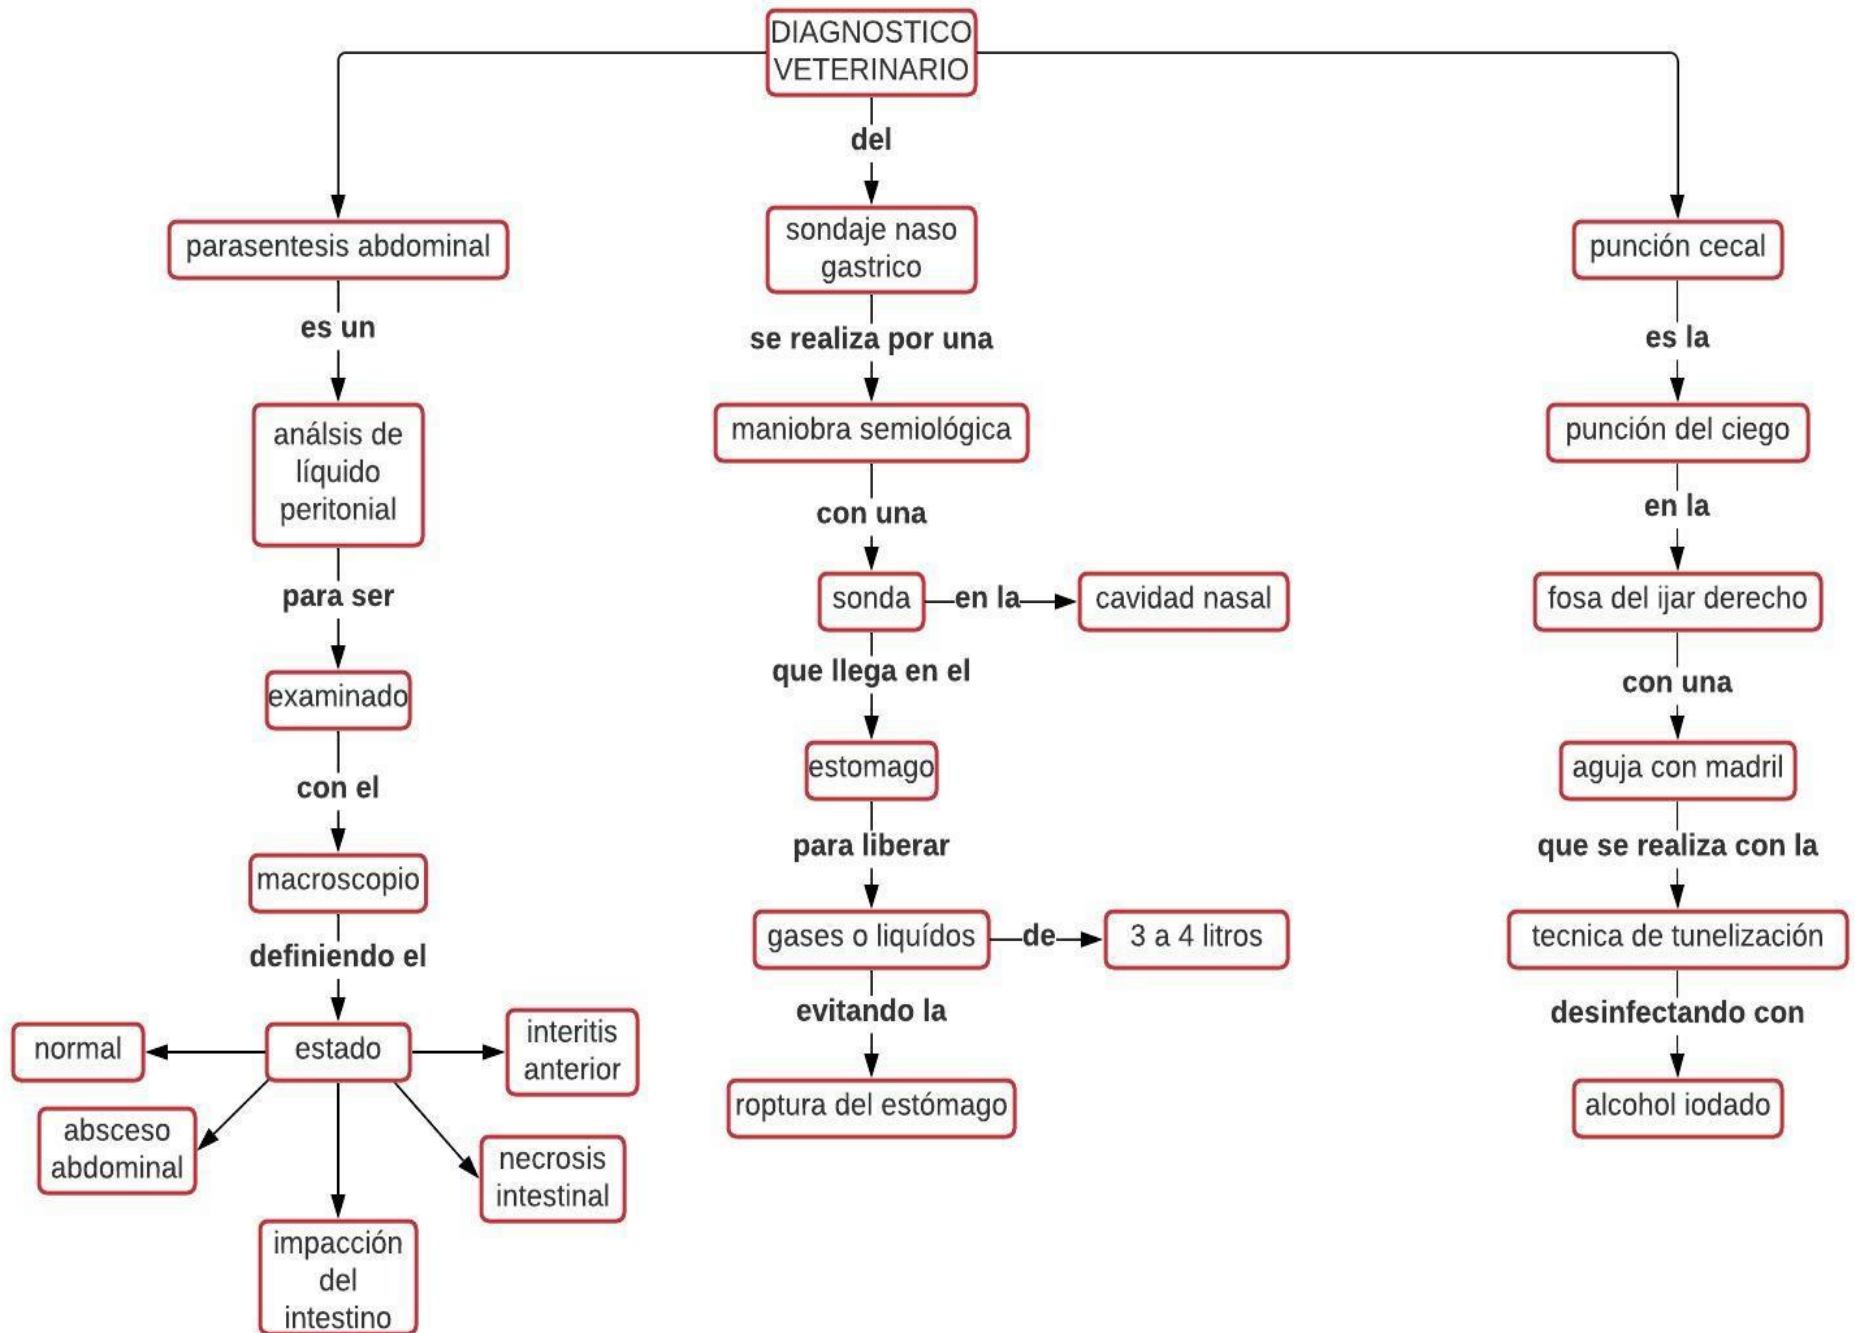 DIAGNOSTICO
VETERINARIO
del
parasentesis abdominal
es un
análsis de
líquido
peritonial
para ser
examinado
con el
macroscopio
definiendo el
estado
normal
absceso
abdominal
impacción
del
intestino
necrosis
intestinal
interitis
anterior
sondaje naso
gastrico
se realiza por una
maniobra semiológica
con una
sonda
en la
cavidad nasal
que llega en el
estomago
para liberar
gases o liquídos
de
3 a 4 litros
evitando la
roptura del estómago
punción cecal
es la
punción del ciego
en la
fosa del ijar derecho
con una
aguja con madril
que se realiza con la
tecnica de tunelización
desinfectando con
alcohol iodado